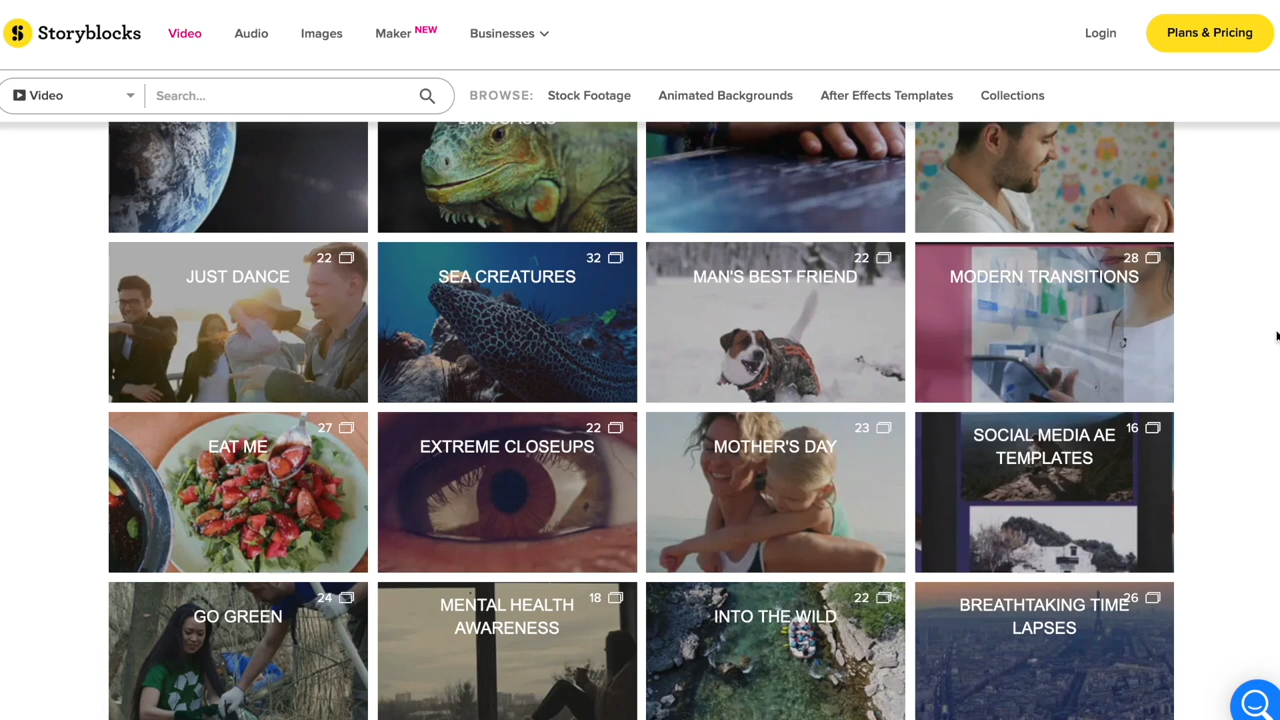 Storyblocks
Video
Audio
Images
Maker NEW
Businesses
Login
Plans & Pricing
Video
Search...
BROWSE:
Stock Footage
Animated Backgrounds
After Effects Templates
Collections
DINOSAURS
22
JUST DANCE
32
SEA CREATURES
22
MAN'S BEST FRIEND
28
MODERN TRANSITIONS
27
EAT ME
22
EXTREME CLOSEUPS
23
MOTHER'S DAY
16
SOCIAL MEDIA AE
TEMPLATES
24
GO GREEN
18
MENTAL HEALTH
AWARENESS
22
INTO THE WILD
26
BREATHTAKING TIME
LAPSES